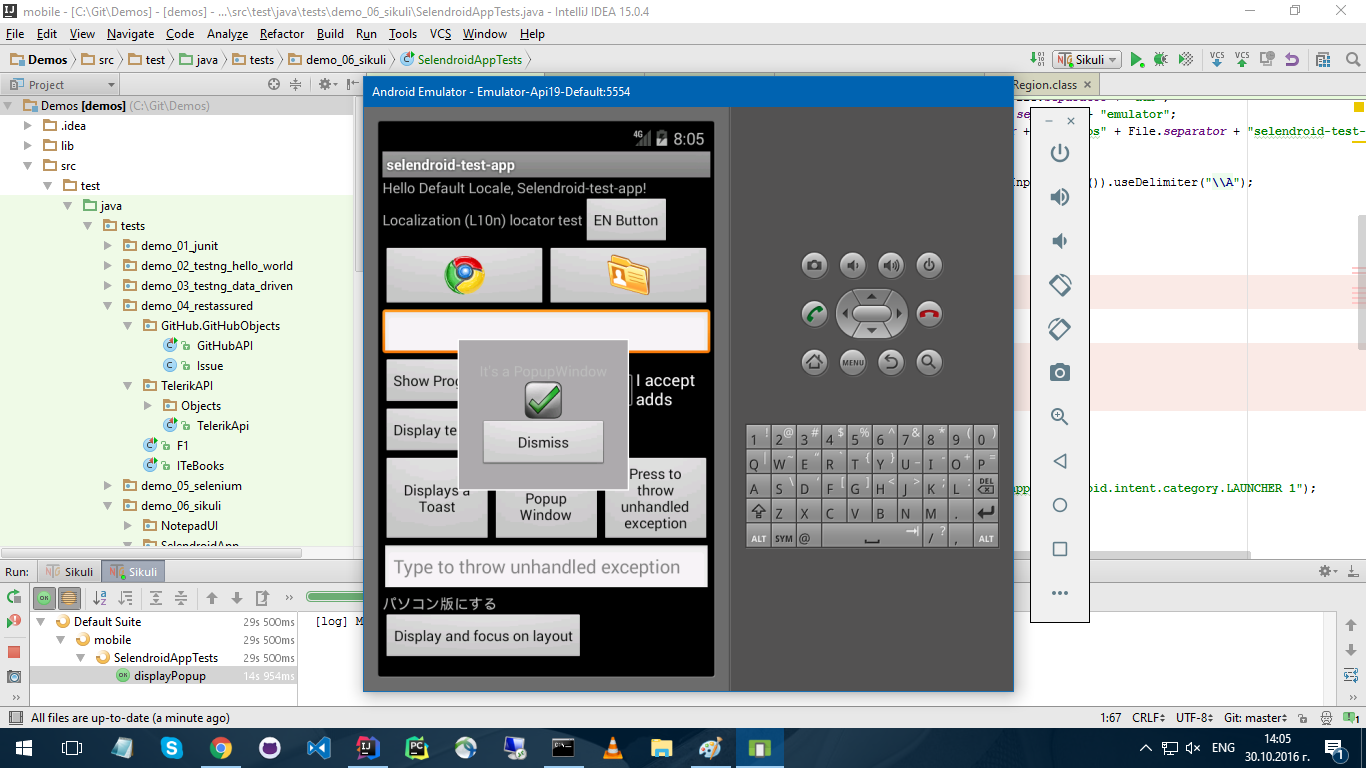 mobile - [C:\Git\Demos] - [demos] - ...\src\test\java\tests\demo_06_sikuli\SelendroidAppTests.java - IntelliJ IDEA 15.0.4
File Edit View Navigate Code Analyze Refactor Build Run Tools VCS Window Help
Demos src test java tests demo_06_sikuli SelendroidAppTests
Sikuli VCS VCS
Project
Region.class
Demos [demos] (C:\Git\Demos)
.idea
lib
src
test
java
tests
demo_01_junit
demo_02_testng_hello_world
demo_03_testng_data_driven
demo_04_restassured
GitHub.GitHubObjects
GitHubAPI
Issue
TelerikAPI
Objects
TelerikApi
F1
ITeBooks
demo_05_selenium
demo_06_sikuli
NotepadUI
SelendroidApp
+ "emulator";
+ File.separator + "selendroid-test-
()).useDelimiter("\\A");
oid.intent.category.LAUNCHER 1");
Android Emulator - Emulator-Api19-Default:5554
4G 8:05
selendroid-test-app
Hello Default Locale, Selendroid-test-app!
Localization (L10n) locator test EN Button
It's a PopupWindow
Show Prog
I accept adds
Dismiss
Display te
Displays a Toast
Popup Window
Press to throw unhandled exception
Type to throw unhandled exception
パソコン版にする
Display and focus on layout
MENU
1 ! 2 @ 3 # 4 $ 5 % 6 ^ 7 & 8 * 9 ( 0 )
Q | W ~ E " R ` T { Y } U _ I - O + P =
A S \ D ' F [ G ] H < J > K ; L : DEL
Z X C V B N M .
ALT SYM @ / ? , ALT
Run: Sikuli Sikuli
Default Suite 29s 500ms
mobile 29s 500ms
SelendroidAppTests 29s 500ms
displayPopup 14s 954ms
[log] M
All files are up-to-date (a minute ago)
1:67 CRLF UTF-8 Git: master
ENG
14:05
30.10.2016 г.
1